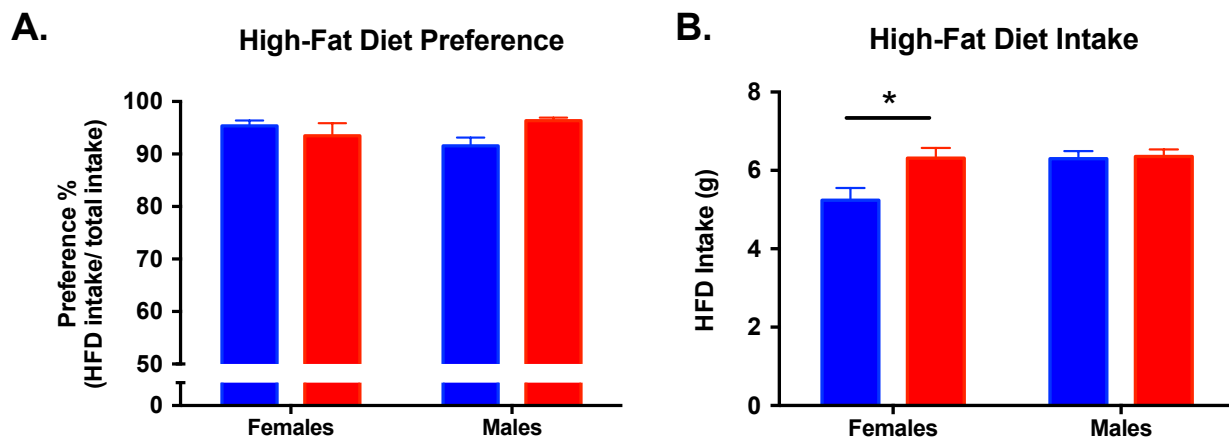 A.
High-Fat Diet Preference
Preference %
(HFD intake/ total intake)
100
90
80
70
60
50
0
Females
Males
B.
High-Fat Diet Intake
HFD Intake (g)
8
6
4
2
0
*
Females
Males